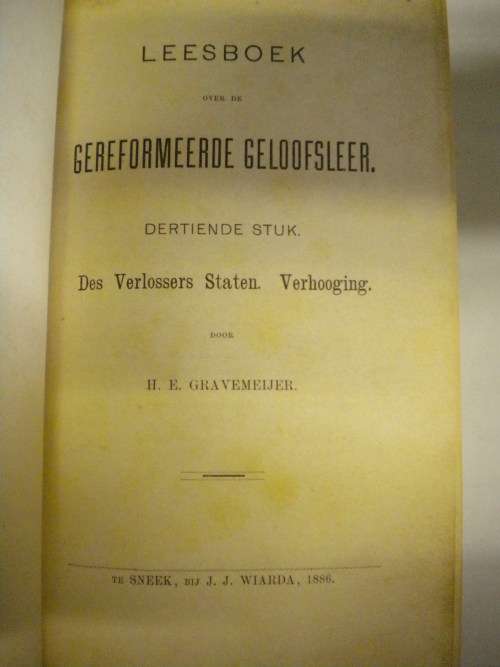 LEESBOEK
OVER DE
GEREFORMEERDE GELOOFSLEER.
DERTIENDE STUK.
Des Verlossers Staten. Verhooging.
DOOR
H. E. GRAVEMEIJER.
TE SNEEK, BIJ J. J. WIARDA, 1886.